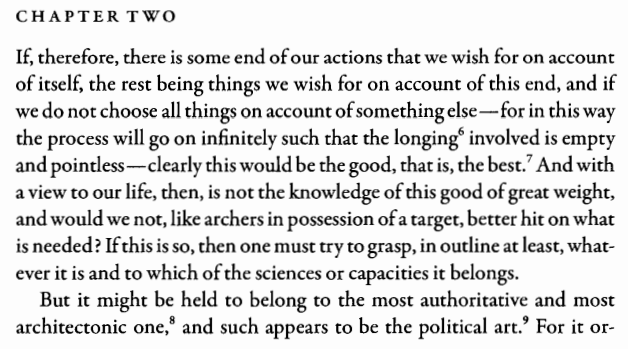 CHAPTER TWO
If, therefore, there is some end of our actions that we wish for on account
of itself, the rest being things we wish for on account of this end, and if
we do not choose all things on account of something else—for in this way
the process will go on infinitely such that the longing⁶ involved is empty
and pointless—clearly this would be the good, that is, the best.⁷ And with
a view to our life, then, is not the knowledge of this good of great weight,
and would we not, like archers in possession of a target, better hit on what
is needed? If this is so, then one must try to grasp, in outline at least, what-
ever it is and to which of the sciences or capacities it belongs.
But it might be held to belong to the most authoritative and most
architectonic one,⁸ and such appears to be the political art.⁹ For it or-